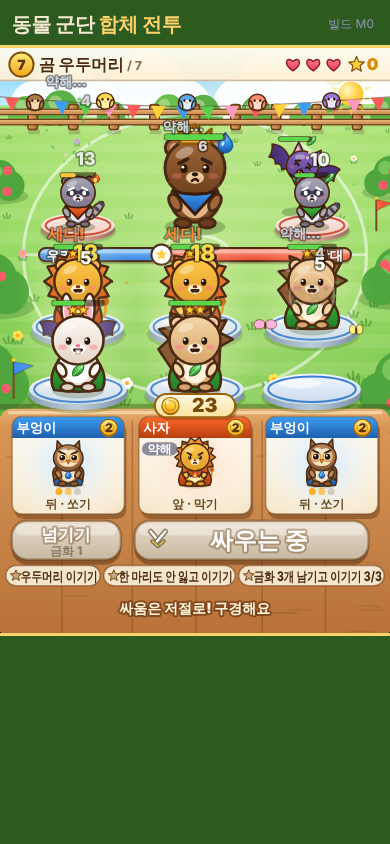 동물 군단 합체 전투
빌드 M0
7 곰 우두머리 / 7
0
약해...
4
약해...
6
13
10
세다!
세다!
약해...
13
5
18
5
대
23
부엉이 2
사자 2
부엉이 2
약해
뒤 · 쏘기
앞 · 막기
뒤 · 쏘기
넘기기
금화 1
싸우는 중
우두머리 이기기
한 마리도 안 잃고 이기기
금화 3개 남기고 이기기 3/3
싸움은 저절로! 구경해요